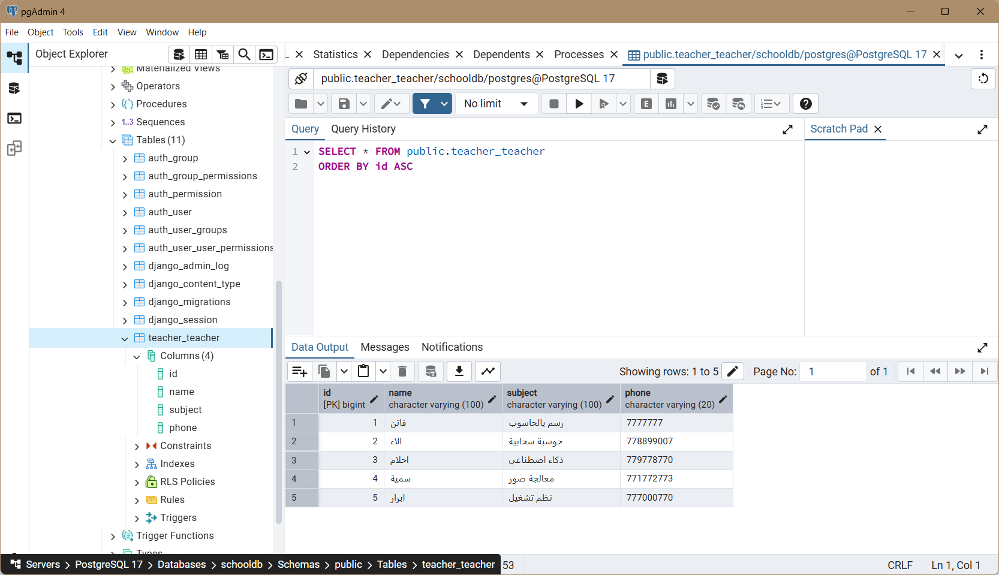 pgAdmin 4
File Object Tools Edit View Window Help
Object Explorer
Statistics Dependencies Dependents Processes public.teacher_teacher/schooldb/postgres@PostgreSQL 17
public.teacher_teacher/schooldb/postgres@PostgreSQL 17
No limit
Query Query History
Scratch Pad
1 SELECT * FROM public.teacher_teacher
2 ORDER BY id ASC
Materialized Views
Operators
Procedures
1..3 Sequences
Tables (11)
auth_group
auth_group_permissions
auth_permission
auth_user
auth_user_groups
auth_user_user_permissions
django_admin_log
django_content_type
django_migrations
django_session
teacher_teacher
Columns (4)
id
name
subject
phone
Constraints
Indexes
RLS Policies
Rules
Triggers
Trigger Functions
Types
Data Output Messages Notifications
Showing rows: 1 to 5 Page No: 1 of 1
id name subject phone
[PK] bigint character varying (100) character varying (100) character varying (20)
1 1 فاتن رسم بالحاسوب 7777777
2 2 الاء حوسبة سحابية 778899007
3 3 احلام ذكاء اصطناعي 779778770
4 4 سمية معالجة صور 771772773
5 5 ابرار نظم تشغيل 777000770
Servers > PostgreSQL 17 > Databases > schooldb > Schemas > public > Tables > teacher_teacher 53
CRLF Ln 1, Col 1